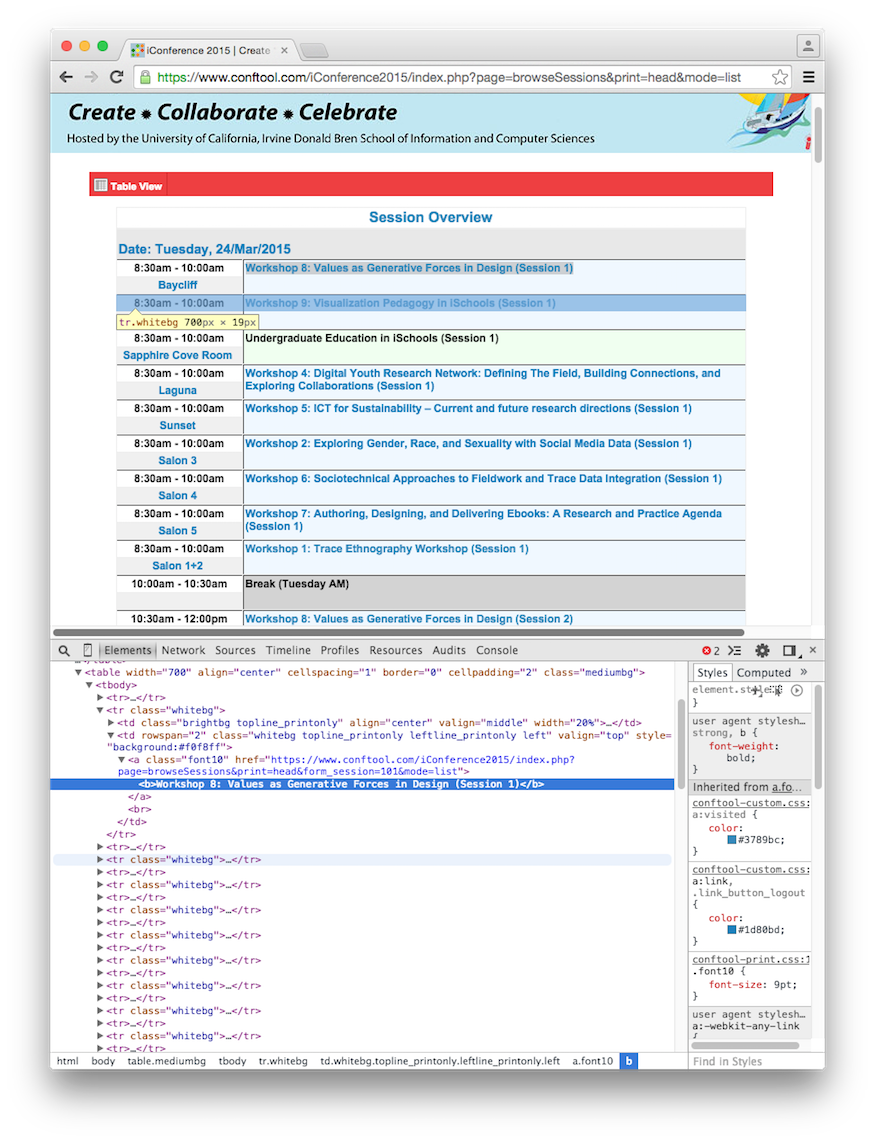 iConference 2015 | Create
https://www.conftool.com/iConference2015/index.php?page=browseSessions&print=head&mode=list
Create ✹ Collaborate ✹ Celebrate
Hosted by the University of California, Irvine Donald Bren School of Information and Computer Sciences
Table View
Session Overview
Date: Tuesday, 24/Mar/2015
8:30am - 10:00am Workshop 8: Values as Generative Forces in Design (Session 1)
Baycliff
8:30am - 10:00am Workshop 9: Visualization Pedagogy in iSchools (Session 1)
tr.whitebg 700px × 19px
8:30am - 10:00am Undergraduate Education in iSchools (Session 1)
Sapphire Cove Room
8:30am - 10:00am Workshop 4: Digital Youth Research Network: Defining The Field, Building Connections, and
Laguna Exploring Collaborations (Session 1)
8:30am - 10:00am Workshop 5: ICT for Sustainability – Current and future research directions (Session 1)
Sunset
8:30am - 10:00am Workshop 2: Exploring Gender, Race, and Sexuality with Social Media Data (Session 1)
Salon 3
8:30am - 10:00am Workshop 6: Sociotechnical Approaches to Fieldwork and Trace Data Integration (Session 1)
Salon 4
8:30am - 10:00am Workshop 7: Authoring, Designing, and Delivering Ebooks: A Research and Practice Agenda
Salon 5 (Session 1)
8:30am - 10:00am Workshop 1: Trace Ethnography Workshop (Session 1)
Salon 1+2
10:00am - 10:30am Break (Tuesday AM)
10:30am - 12:00pm Workshop 8: Values as Generative Forces in Design (Session 2)
Elements Network Sources Timeline Profiles Resources Audits Console 2
<table width="700" align="center" cellspacing="1" border="0" cellpadding="2" class="mediumbg">
<tbody>
<tr>…</tr>
<tr class="whitebg">
<td class="brightbg topline_printonly" align="center" valign="middle" width="20%">…</td>
<td rowspan="2" class="whitebg topline_printonly leftline_printonly left" valign="top" style=
"background:#f0f8ff">
<a class="font10" href="https://www.conftool.com/iConference2015/index.php?
page=browseSessions&print=head&form_session=101&mode=list">
<b>Workshop 8: Values as Generative Forces in Design (Session 1)</b>
</a>
<br>
</td>
</tr>
<tr>…</tr>
<tr class="whitebg">…</tr>
<tr>…</tr>
<tr class="whitebg">…</tr>
<tr>…</tr>
<tr class="whitebg">…</tr>
<tr>…</tr>
<tr class="whitebg">…</tr>
<tr>…</tr>
<tr class="whitebg">…</tr>
<tr>…</tr>
<tr class="whitebg">…</tr>
<tr>…</tr>
<tr class="whitebg">…</tr>
<tr>…</tr>
<tr class="whitebg">…</tr>
<tr>…</tr>
html body table.mediumbg tbody tr.whitebg td.whitebg.topline_printonly.leftline_printonly.left a.font10 b
Styles Computed »
element.style {
}
user agent stylesh…
strong, b {
font-weight:
bold;
}
Inherited from a.fo…
conftool-custom.css:
a:visited {
color:
#3789bc;
}
conftool-custom.css:
a:link,
.link_button_logout
{
color:
#1d80bd;
}
conftool-print.css:1
.font10 {
font-size: 9pt;
}
user agent stylesh…
a:-webkit-any-link
{
Find in Styles